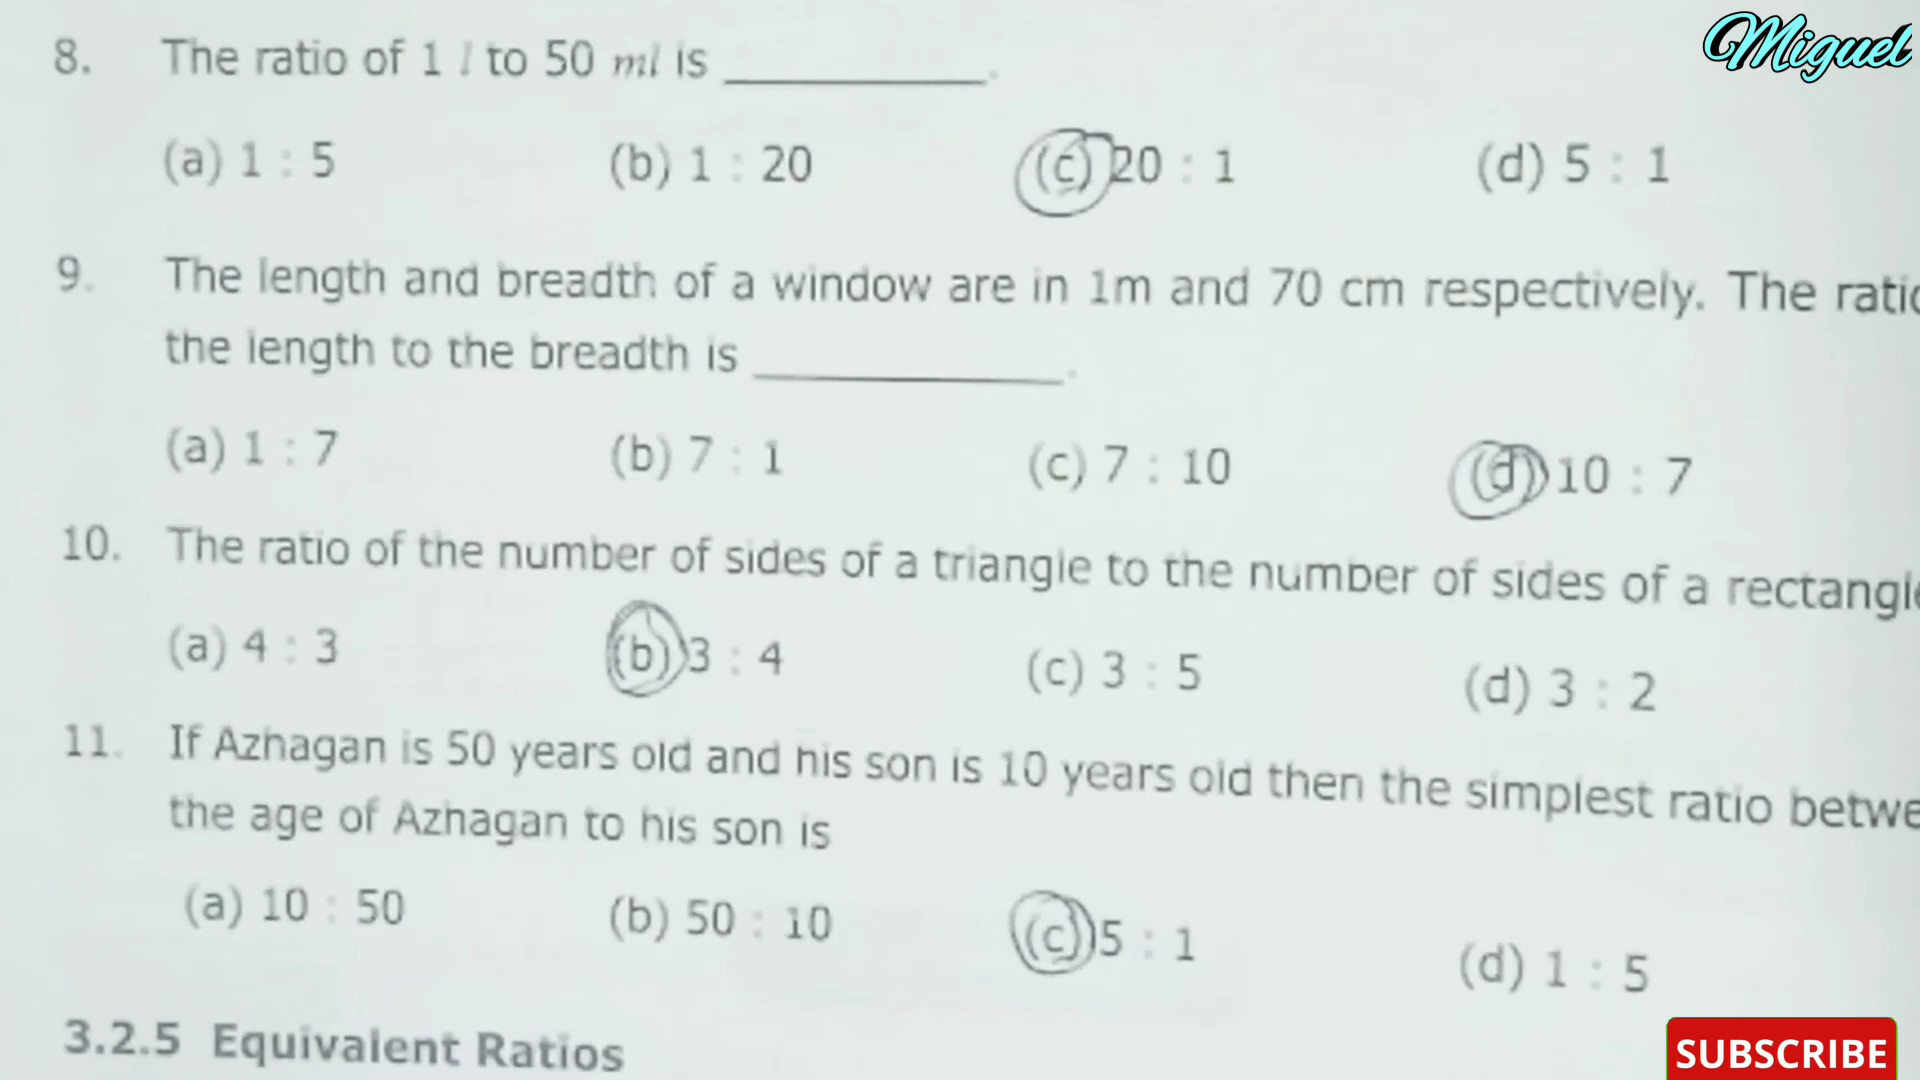 Miguel
8. The ratio of 1 l to 50 ml is ____________.
(a) 1 : 5 (b) 1 : 20 (c) 20 : 1 (d) 5 : 1
9. The length and breadth of a window are in 1m and 70 cm respectively. The
the length to the breadth is ______________.
(a) 1 : 7 (b) 7 : 1 (c) 7 : 10 (d) 10 : 7
10. The ratio of the number of sides of a triangle to the number of sides of a
(a) 4 : 3 (b) 3 : 4 (c) 3 : 5 (d) 3 : 2
11. If Azhagan is 50 years old and his son is 10 years old then the simplest ratio
the age of Azhagan to his son is
(a) 10 : 50 (b) 50 : 10 (c) 5 : 1 (d) 1 : 5
3.2.5 Equivalent Ratios
SUBSCRIBE